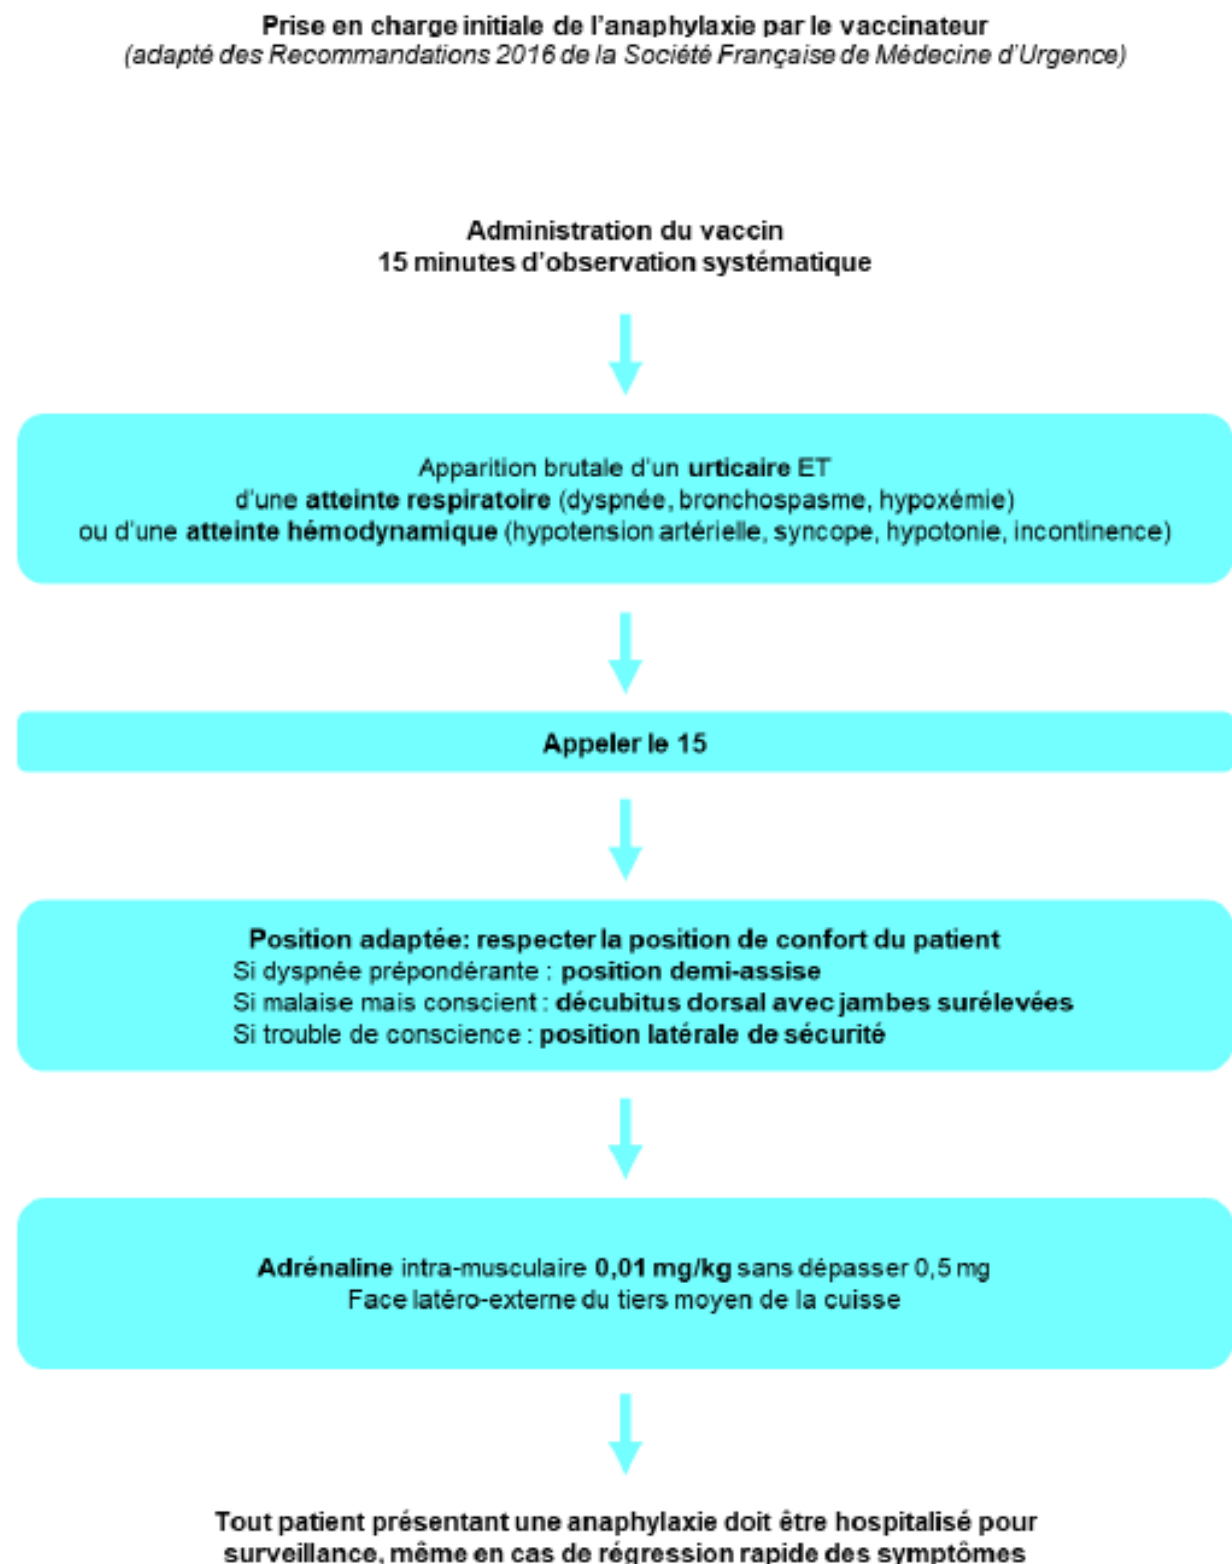 Prise en charge initiale de l'anaphylaxie par le vaccinateur
(adapté des Recommandations 2016 de la Société Française de Médecine d'Urgence)
Administration du vaccin
15 minutes d'observation systématique
Apparition brutale d'un urticaire ET
d'une atteinte respiratoire (dyspnée, bronchospasme, hypoxémie)
ou d'une atteinte hémodynamique (hypotension artérielle, syncope, hypotonie, incontinence)
Appeler le 15
Position adaptée: respecter la position de confort du patient
Si dyspnée prépondérante : position demi-assise
Si malaise mais conscient : décubitus dorsal avec jambes surélevées
Si trouble de conscience : position latérale de sécurité
Adrénaline intra-musculaire 0,01 mg/kg sans dépasser 0,5 mg
Face latéro-externe du tiers moyen de la cuisse
Tout patient présentant une anaphylaxie doit être hospitalisé pour
surveillance, même en cas de régression rapide des symptômes